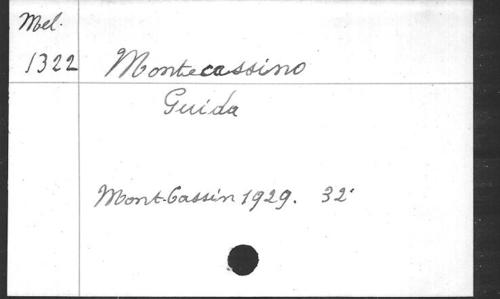 Mel.
1322
Montecassino
Guida
Mont-Cassin 1929. 32°